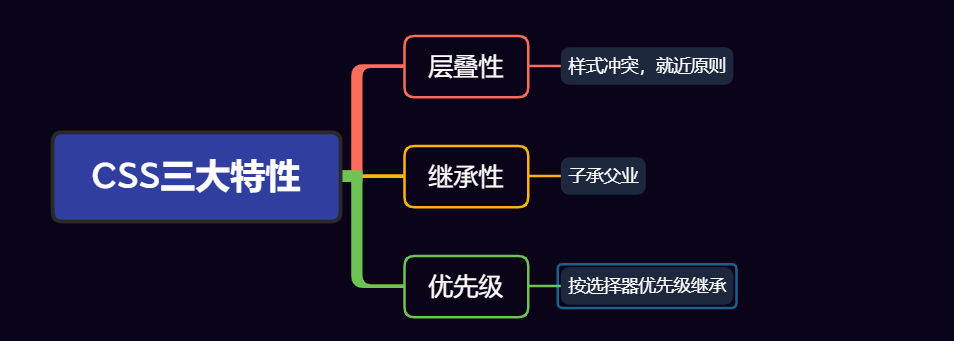 CSS三大特性
层叠性
样式冲突，就近原则
继承性
子承父业
优先级
按选择器优先级继承